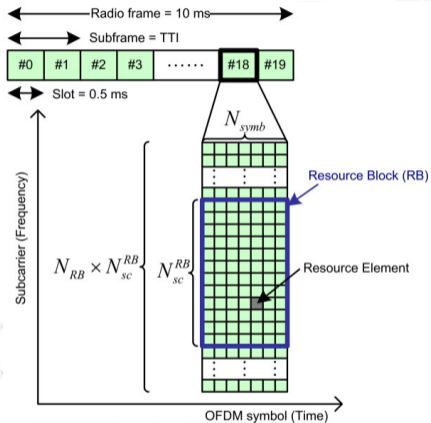 Radio frame = 10 ms
Subframe = TTI
#0 #1 #2 #3 ...... #18 #19
Slot = 0.5 ms
N_symb
Resource Block (RB)
Subcarrier (Frequency)
N_RB × N_sc^RB
N_sc^RB
Resource Element
OFDM symbol (Time)